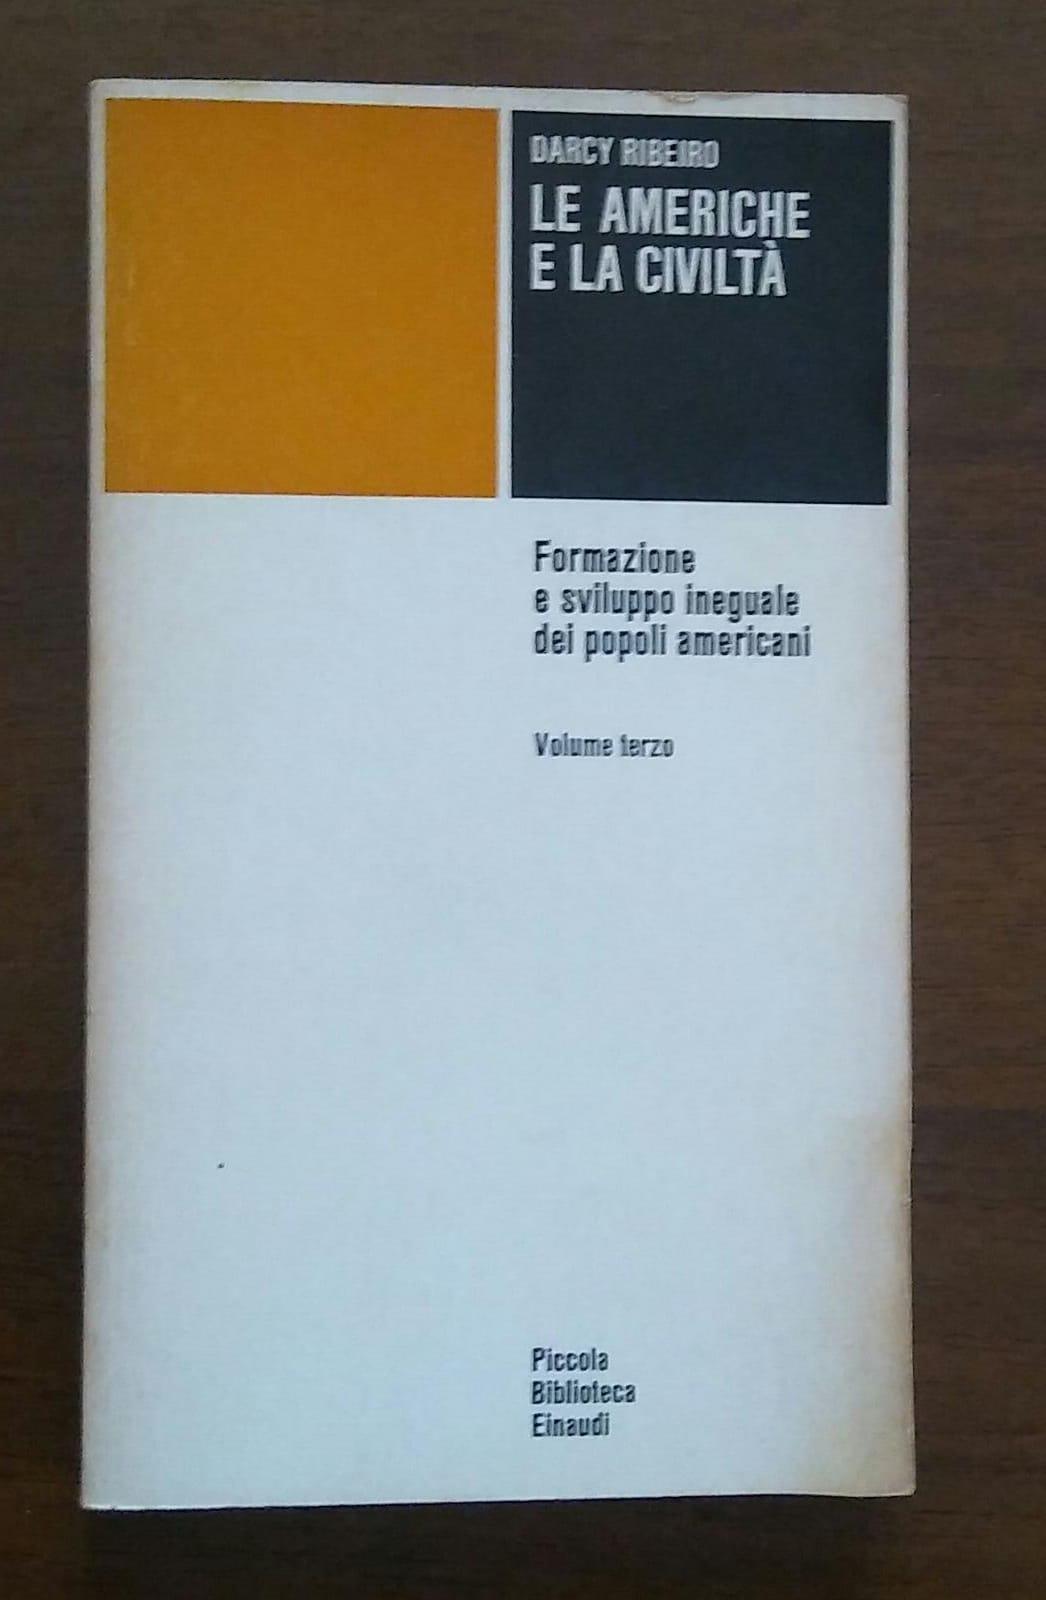 DARCY RIBEIRO
LE AMERICHE
E LA CIVILTÀ
Formazione
e sviluppo ineguale
dei popoli americani
Volume terzo
Piccola
Biblioteca
Einaudi